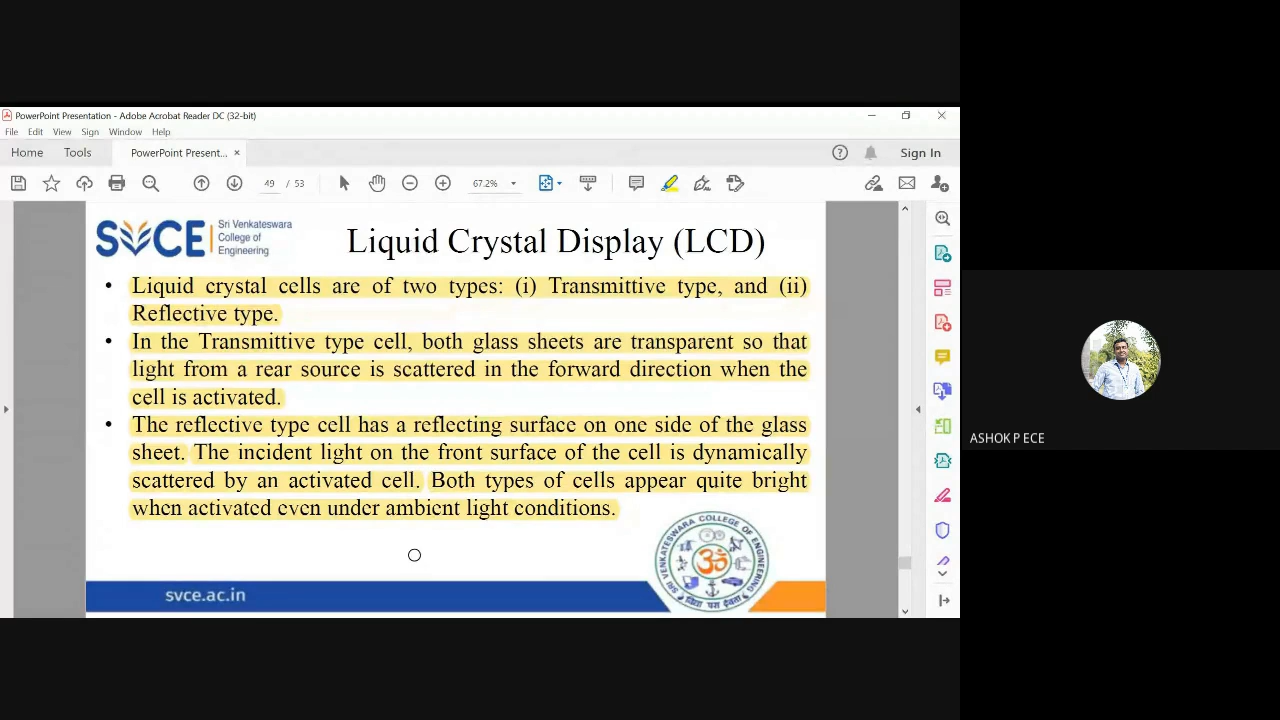 PowerPoint Presentation - Adobe Acrobat Reader DC (32-bit)
File Edit View Sign Window Help
Home Tools PowerPoint Present... × Sign In
49 / 53 67.2%
SVCE
Sri Venkateswara
College of
Engineering
Liquid Crystal Display (LCD)
• Liquid crystal cells are of two types: (i) Transmittive type, and (ii)
Reflective type.
• In the Transmittive type cell, both glass sheets are transparent so that
light from a rear source is scattered in the forward direction when the
cell is activated.
• The reflective type cell has a reflecting surface on one side of the glass
sheet. The incident light on the front surface of the cell is dynamically
scattered by an activated cell. Both types of cells appear quite bright
when activated even under ambient light conditions.
SRI VENKATESWARA COLLEGE OF ENGINEERING
ॐ
svce.ac.in
ASHOK P ECE